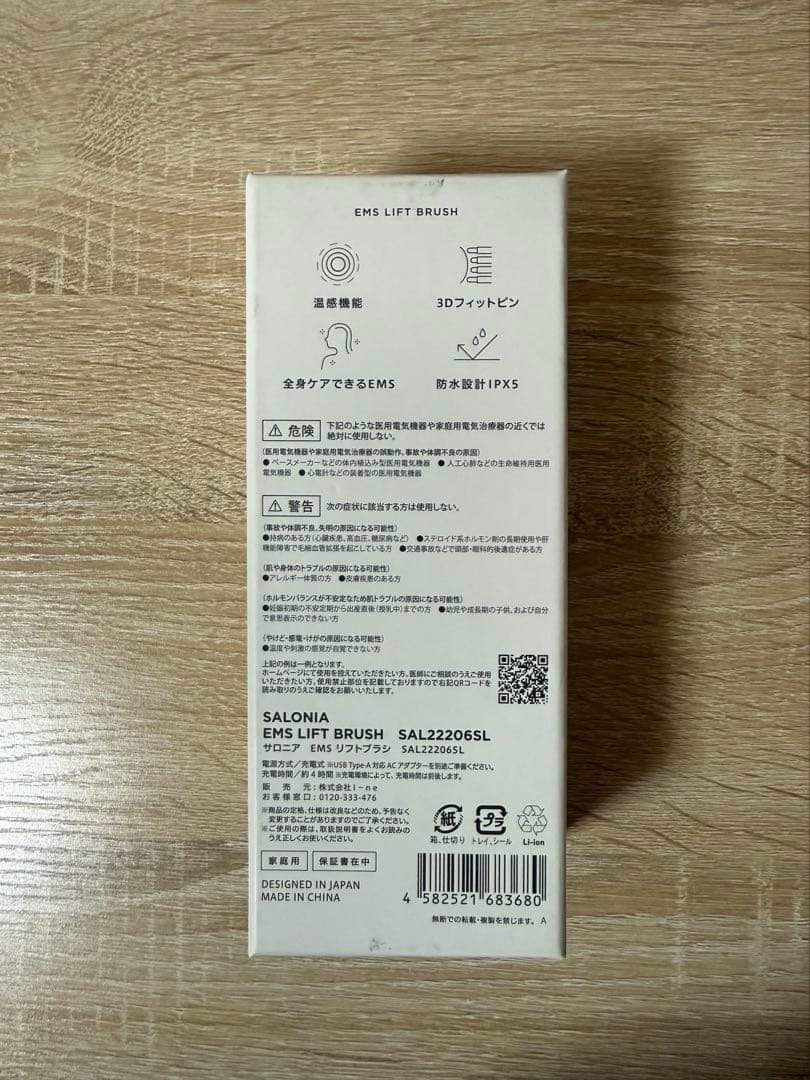 EMS LIFT BRUSH
温感機能
3Dフィットピン
全身ケアできるEMS
防水設計IPX5
⚠危険 下記のような医用電気機器や家庭用電気治療器の近くでは
絶対に使用しない。
(医用電気機器や家庭用電気治療器の誤動作、事故や体調不良の原因)
●ペースメーカーなどの体内植込み型医用電気機器 ●人工心肺などの生命維持用医用
電気機器 ●心電計などの装着型の医用電気機器
⚠警告 次の症状に該当する方は使用しない。
(事故や体調不良、失明の原因になる可能性)
●持病のある方(心臓疾患、高血圧、糖尿病など) ●ステロイド系ホルモン剤の長期使用や肝
機能障害で毛細血管拡張を起こしている方 ●交通事故などで頭部・眼科的後遺症がある方
(肌や身体のトラブルの原因になる可能性)
●アレルギー体質の方 ●皮膚疾患のある方
(ホルモンバランスが不安定なため肌トラブルの原因になる可能性)
●妊娠初期の不安定期から出産直後(授乳中)までの方 ●幼児や成長期の子供、および自分
で意思表示のできない方
(やけど・感電・けがの原因になる可能性)
●温度や刺激の感覚が自覚できない方
上記の例は一例となります。
ホームページにて使用を控えていただきたい方、医師にご相談のうえご使用
いただきたい方、使用禁止部位を記載しておりますので右記QRコードを
読み取りのうえご確認をお願いいたします。
SALONIA
EMS LIFT BRUSH SAL22206SL
サロニア EMS リフトブラシ SAL22206SL
電源方式/充電式 ※USB Type-A 対応 AC アダプターを別途ご準備ください。
充電時間/約4時間 ※充電環境によって、充電時間は前後します。
販売元:株式会社I-ne
お客様窓口:0120-333-476
※商品の定格、仕様は改良などのため、予告なく
変更することがありますのでご了承ください。
※ご使用の際は、取扱説明書をよくお読みの
うえ正しくお使いください。
紙
箱、仕切り
プラ
トレイ、シール
Li-ion
家庭用 保証書在中
DESIGNED IN JAPAN
MADE IN CHINA
4 582521 683680
無断での転載・複製を禁じます。 A